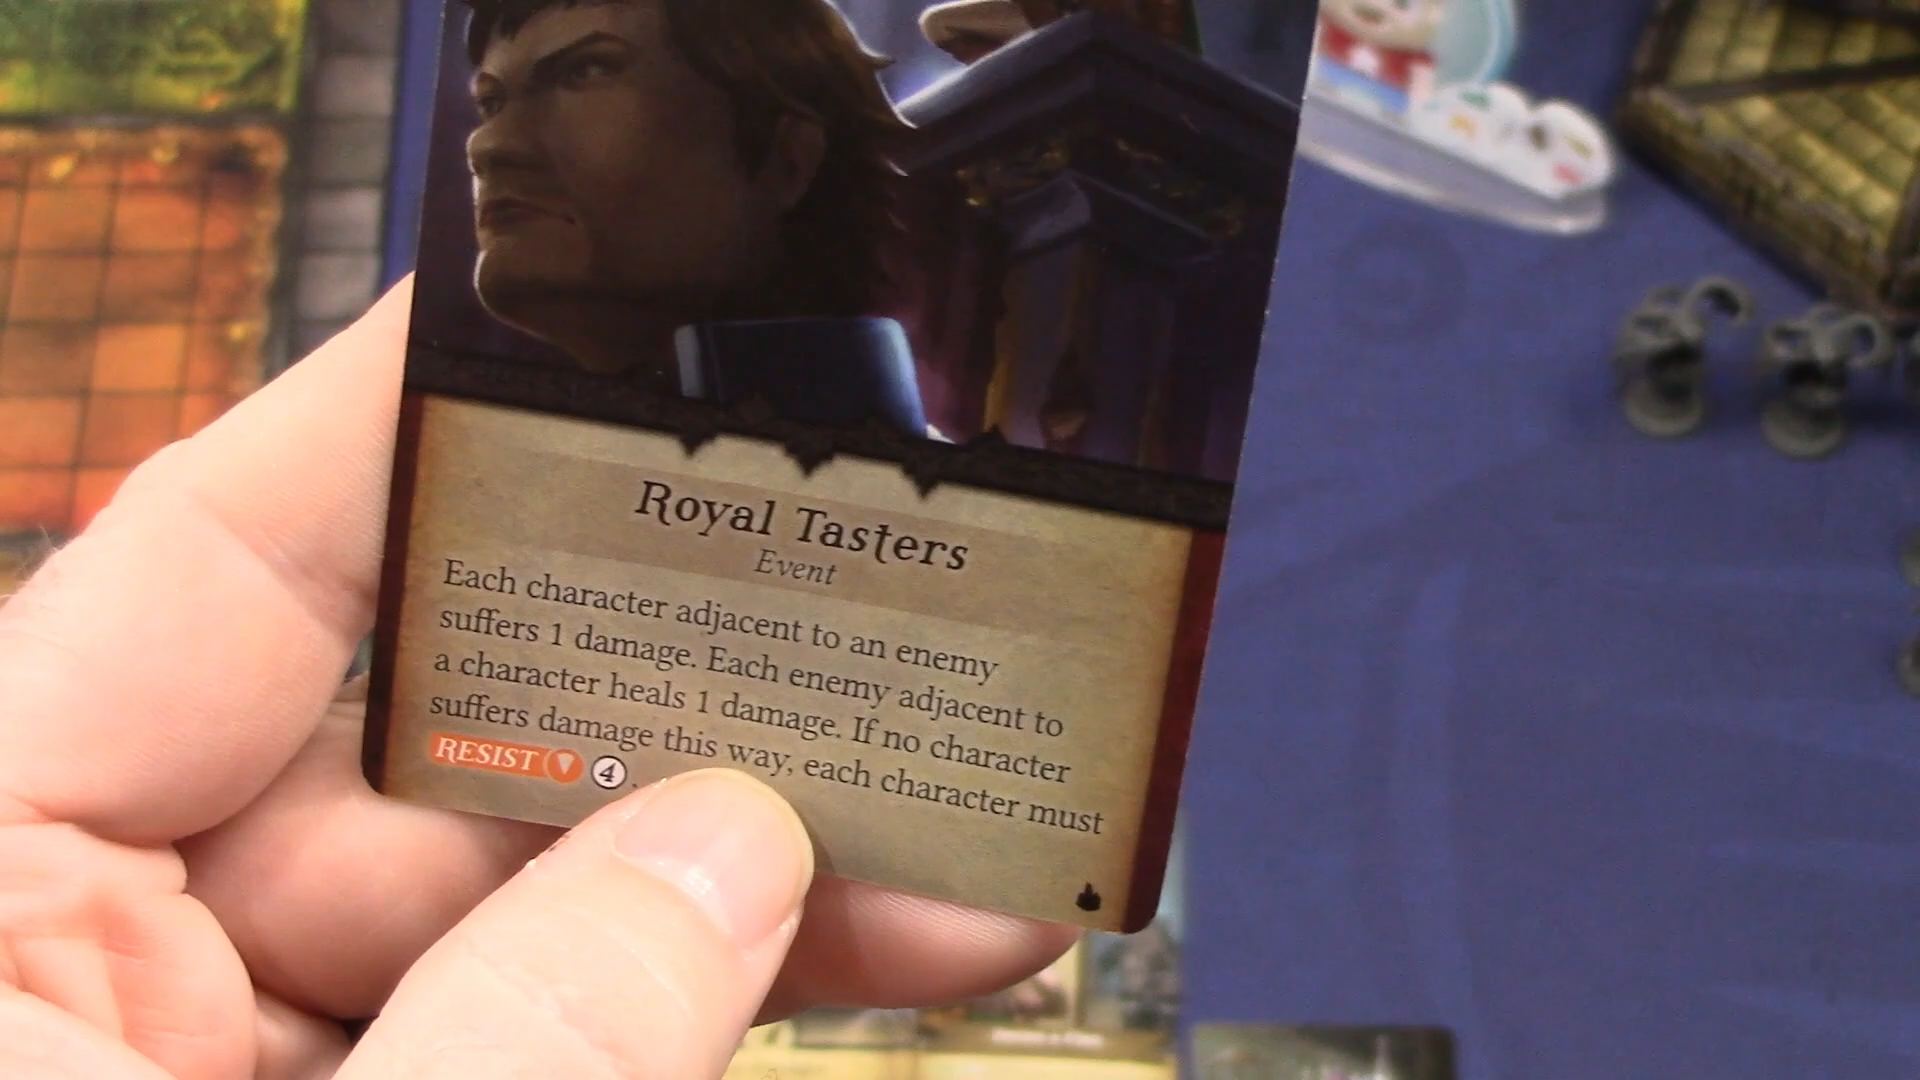 Royal Tasters
Event
Each character adjacent to an enemy
suffers 1 damage. Each enemy adjacent to
a character heals 1 damage. If no character
suffers damage this way, each character must
RESIST 4.